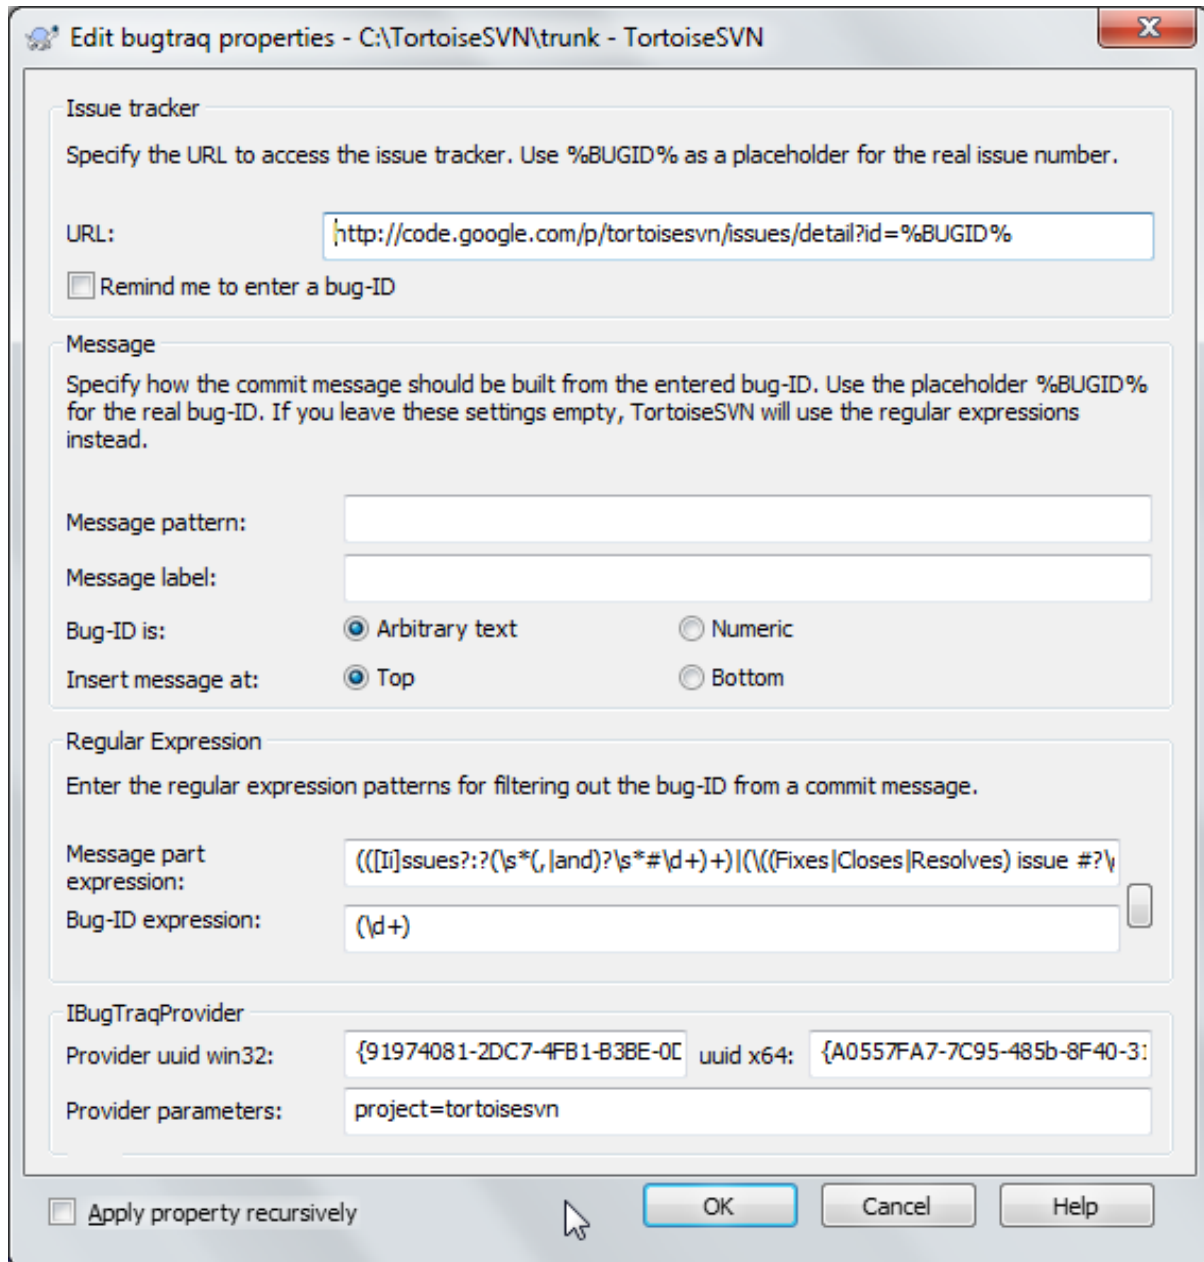 Edit bugtraq properties - C:\TortoiseSVN\trunk - TortoiseSVN
Issue tracker
Specify the URL to access the issue tracker. Use %BUGID% as a placeholder for the real issue number.
URL: http://code.google.com/p/tortoisesvn/issues/detail?id=%BUGID%
Remind me to enter a bug-ID
Message
Specify how the commit message should be built from the entered bug-ID. Use the placeholder %BUGID%
for the real bug-ID. If you leave these settings empty, TortoiseSVN will use the regular expressions
instead.
Message pattern:
Message label:
Bug-ID is: Arbitrary text Numeric
Insert message at: Top Bottom
Regular Expression
Enter the regular expression patterns for filtering out the bug-ID from a commit message.
Message part
expression: (([Ii]ssues?:?(\s*(,|and)?\s*#\d+)+)|(\((Fixes|Closes|Resolves) issue #?\
Bug-ID expression: (\d+)
IBugTraqProvider
Provider uuid win32: {91974081-2DC7-4FB1-B3BE-0D uuid x64: {A0557FA7-7C95-485b-8F40-31
Provider parameters: project=tortoisesvn
Apply property recursively OK Cancel Help